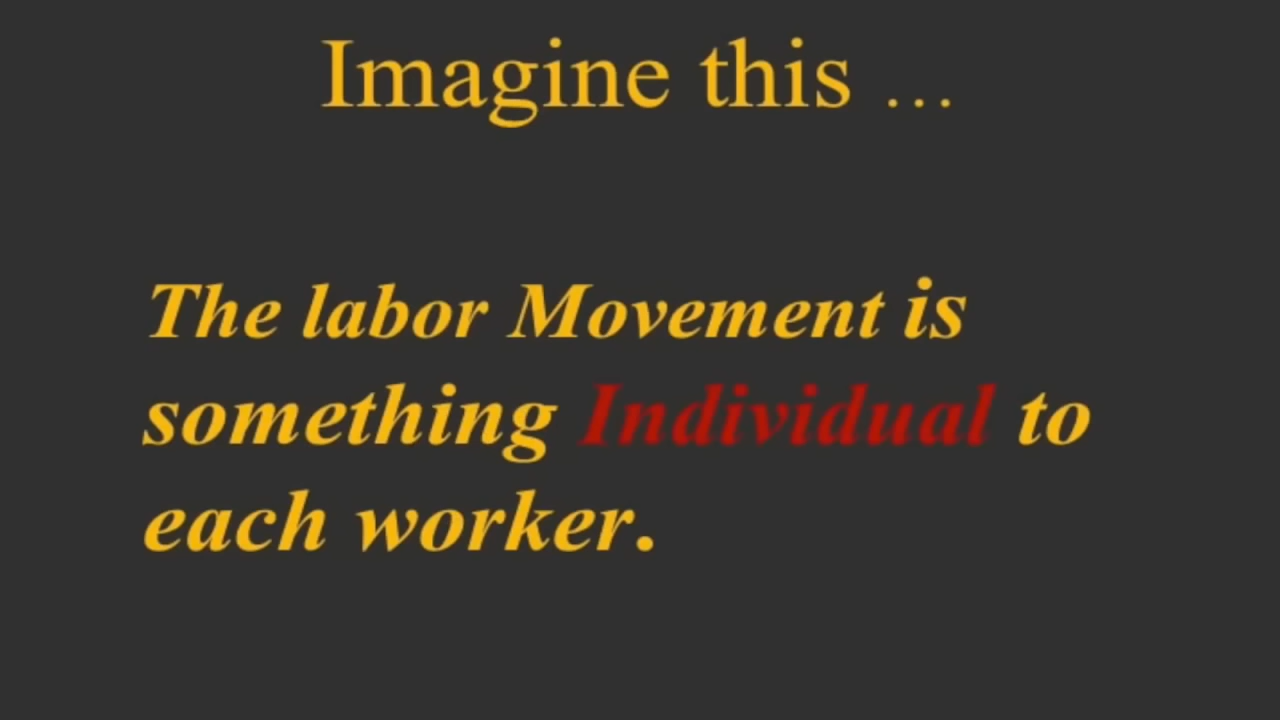 Imagine this ...
The labor Movement is
something Individual to
each worker.